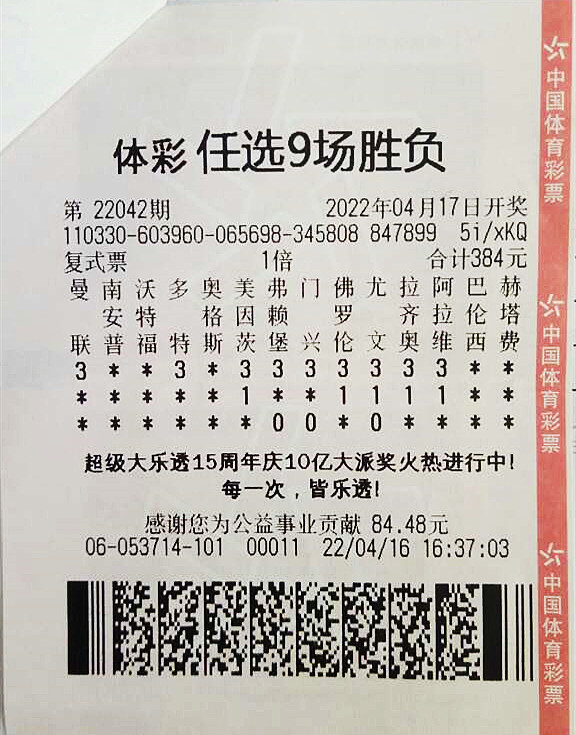 体彩 任选9场胜负
第 22042期 2022年04月17日开奖
110330-603960-065698-345808 847899 5i/xKQ
复式票 1倍 合计384元
曼 南 沃 多 奥 美 弗 门 佛 尤 拉 阿 巴 赫
安 特 格 因 赖 罗 齐 拉 伦 塔
联 普 福 特 斯 茨 堡 兴 伦 文 奥 维 西 费
3 * * 3 * 3 3 3 3 3 3 3 * *
* * * * * 1 * * 1 1 1 1 * *
* * * * * * 0 0 * 0 * * * *
超级大乐透15周年庆10亿大派奖火热进行中!
每一次，皆乐透!
感谢您为公益事业贡献 84.48元
06-053714-101 00011 22/04/16 16:37:03
中国体育彩票
中国体育彩票
中国体育彩票